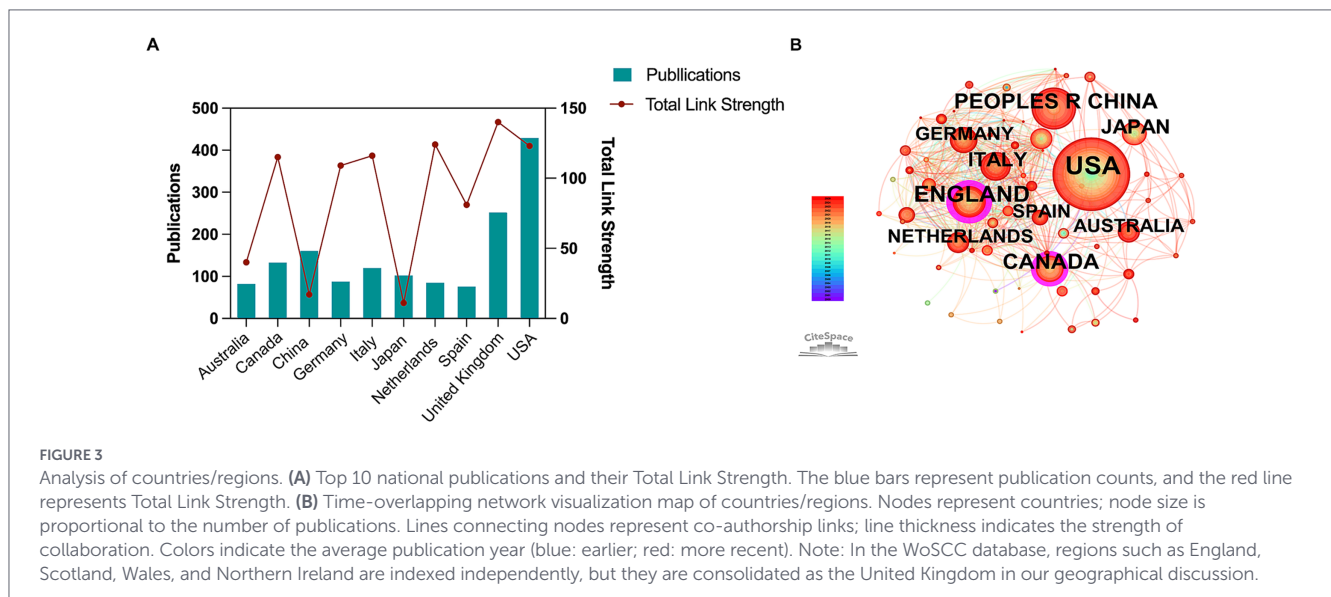 A
Publlications
Total Link Strength
500
400
300
200
100
0
Publications
150
100
50
0
Total Link Strength
Australia
Canada
China
Germany
Italy
Japan
Netherlands
Spain
United Kingdom
USA
B
PEOPLES R CHINA
JAPAN
GERMANY
ITALY
USA
ENGLAND
SPAIN
AUSTRALIA
NETHERLANDS
CANADA
CiteSpace
FIGURE 3
Analysis of countries/regions. (A) Top 10 national publications and their Total Link Strength. The blue bars represent publication counts, and the red line
represents Total Link Strength. (B) Time-overlapping network visualization map of countries/regions. Nodes represent countries; node size is
proportional to the number of publications. Lines connecting nodes represent co-authorship links; line thickness indicates the strength of
collaboration. Colors indicate the average publication year (blue: earlier; red: more recent). Note: In the WoSCC database, regions such as England,
Scotland, Wales, and Northern Ireland are indexed independently, but they are consolidated as the United Kingdom in our geographical discussion.